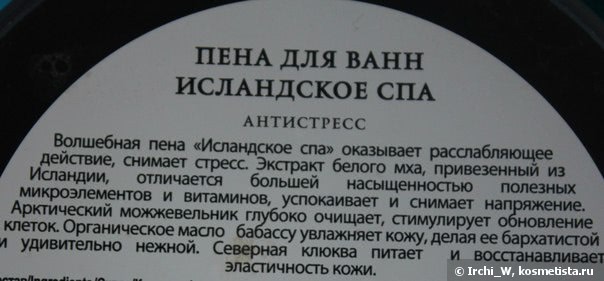 ПЕНА ДЛЯ ВАНН
ИСЛАНДСКОЕ СПА
АНТИСТРЕСС
Волшебная пена «Исландское спа» оказывает расслабляющее
действие, снимает стресс. Экстракт белого мха, привезенный из
Исландии, отличается большей насыщенностью полезных
микроэлементов и витаминов, успокаивает и снимает напряжение.
Арктический можжевельник глубоко очищает, стимулирует обновление
клеток. Органическое масло бабассу увлажняет кожу, делая ее бархатистой
и удивительно нежной. Северная клюква питает и восстанавливает
эластичность кожи.
© Irchi_W, kosmetista.ru